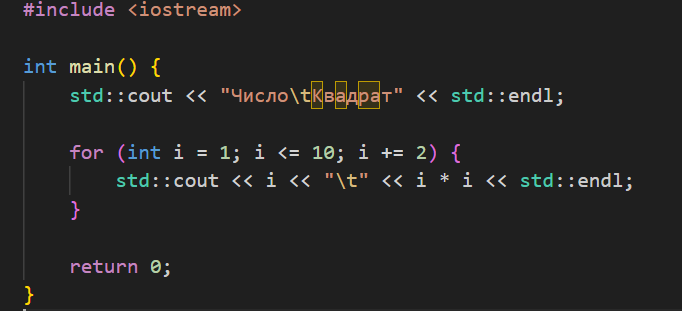 #include <iostream>
int main() {
    std::cout << "Число\tКвадрат" << std::endl;
    for (int i = 1; i <= 10; i += 2) {
        std::cout << i << "\t" << i * i << std::endl;
    }
    return 0;
}